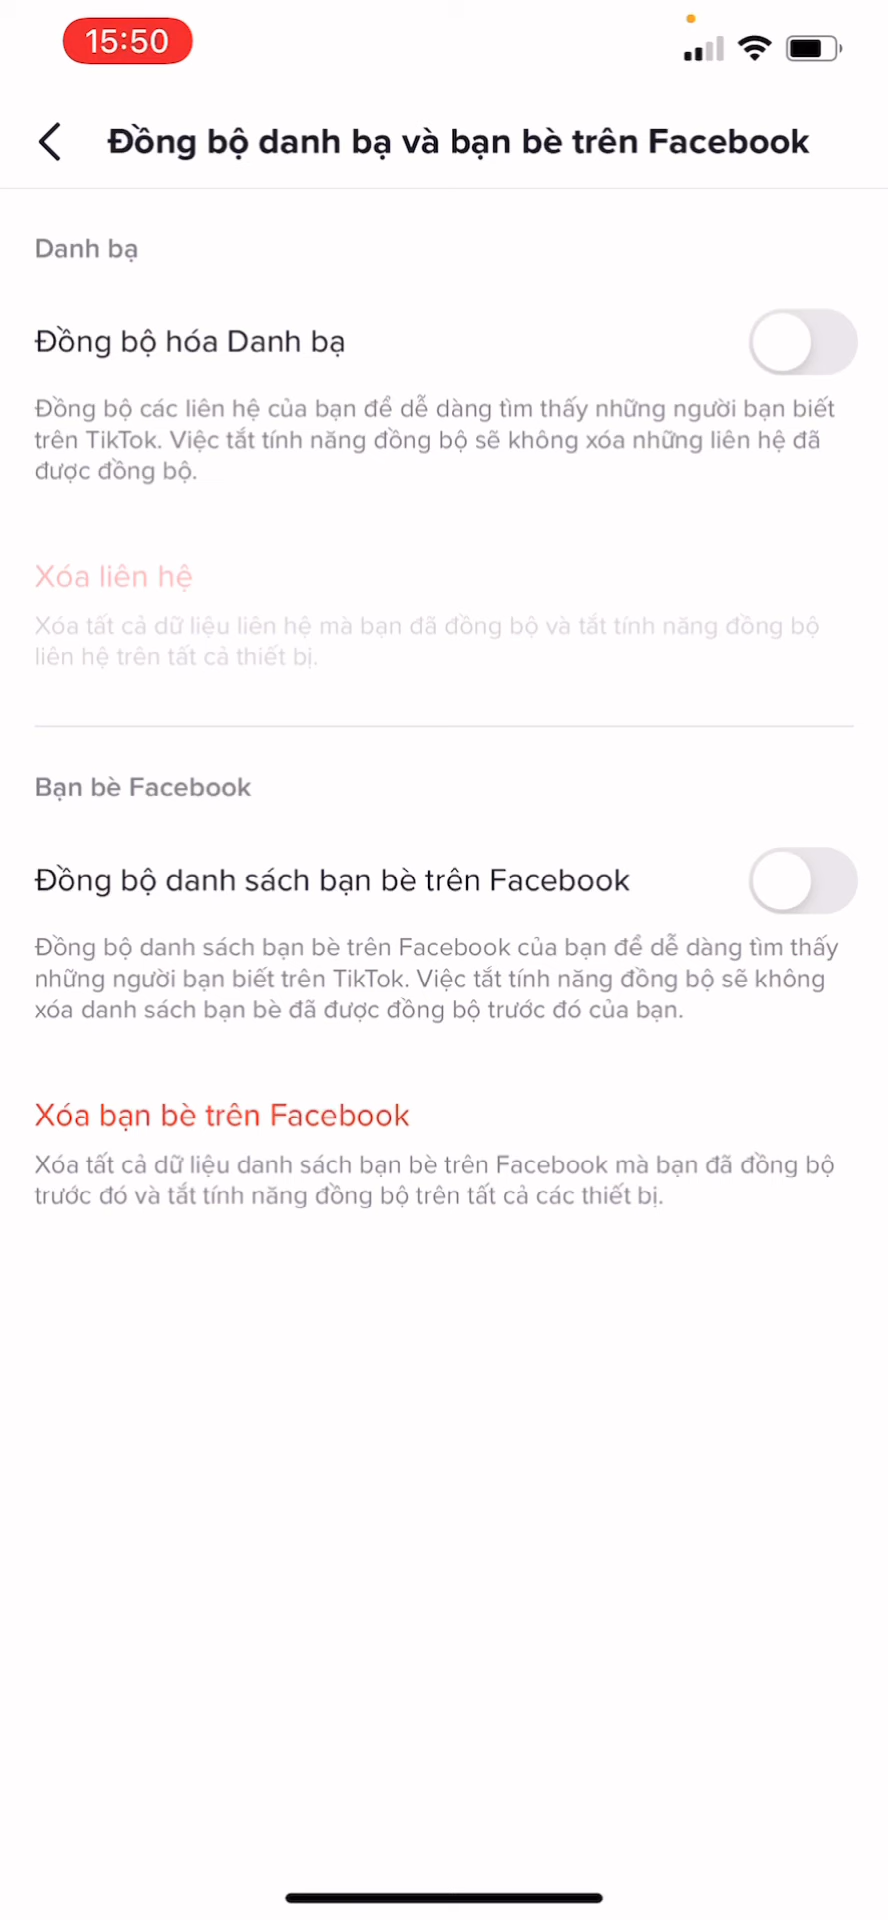 15:50
Đồng bộ danh bạ và bạn bè trên Facebook
Danh bạ
Đồng bộ hóa Danh bạ
Đồng bộ các liên hệ của bạn để dễ dàng tìm thấy những người bạn biết
trên TikTok. Việc tắt tính năng đồng bộ sẽ không xóa những liên hệ đã
được đồng bộ.
Xóa liên hệ
Xóa tất cả dữ liệu liên hệ mà bạn đã đồng bộ và tắt tính năng đồng bộ
liên hệ trên tất cả thiết bị.
Bạn bè Facebook
Đồng bộ danh sách bạn bè trên Facebook
Đồng bộ danh sách bạn bè trên Facebook của bạn để dễ dàng tìm thấy
những người bạn biết trên TikTok. Việc tắt tính năng đồng bộ sẽ không
xóa danh sách bạn bè đã được đồng bộ trước đó của bạn.
Xóa bạn bè trên Facebook
Xóa tất cả dữ liệu danh sách bạn bè trên Facebook mà bạn đã đồng bộ
trước đó và tắt tính năng đồng bộ trên tất cả các thiết bị.